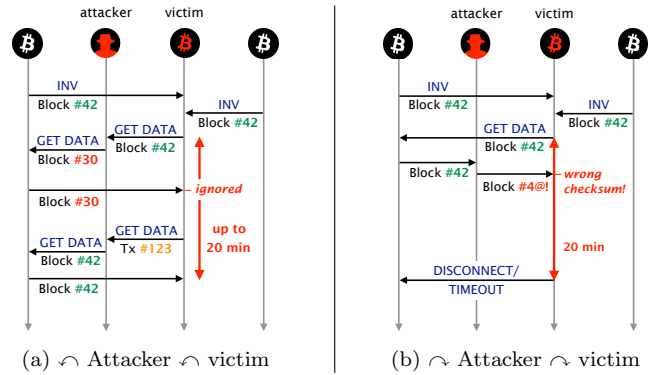 attacker victim
INV
Block #42
INV
Block #42
GET DATA
Block #42
GET DATA
Block #30
ignored
Block #30
up to
20 min
GET DATA
Tx #123
GET DATA
Block #42
Block #42
(a) ↶ Attacker ↶ victim
attacker victim
INV
Block #42
INV
Block #42
GET DATA
Block #42
Block #42
Block #4@!
wrong
checksum!
20 min
DISCONNECT/
TIMEOUT
(b) ↷ Attacker ↷ victim